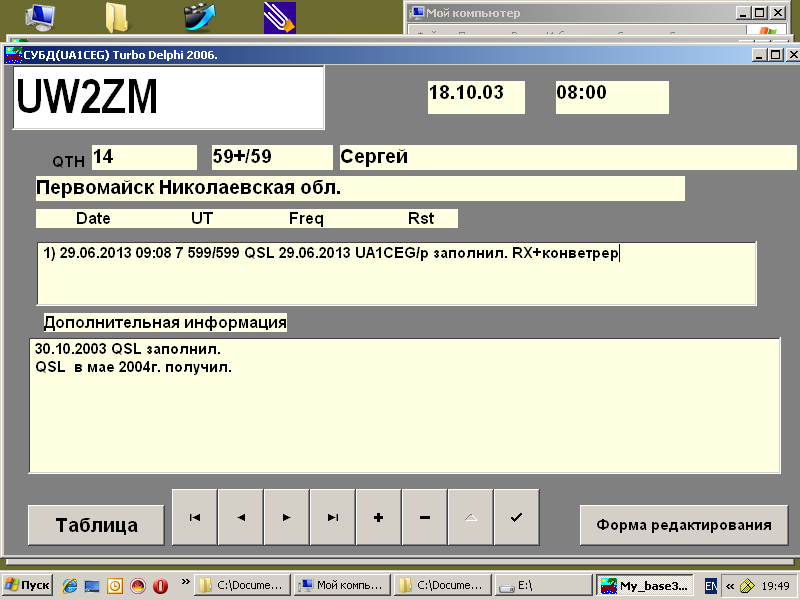 Мой компьютер
СУБД(UA1CEG) Turbo Delphi 2006.
UW2ZM
18.10.03 08:00
QTH 14 59+/59 Сергей
Первомайск Николаевская обл.
Date UT Freq Rst
1) 29.06.2013 09:08 7 599/599 QSL 29.06.2013 UA1CEG/p заполнил. RX+конветрер
Дополнительная информация
30.10.2003 QSL заполнил.
QSL в мае 2004г. получил.
Таблица
Форма редактирования
Пуск » C:\Docume... Мой компь... C:\Docume... E:\ My_base3... EN « 19:49